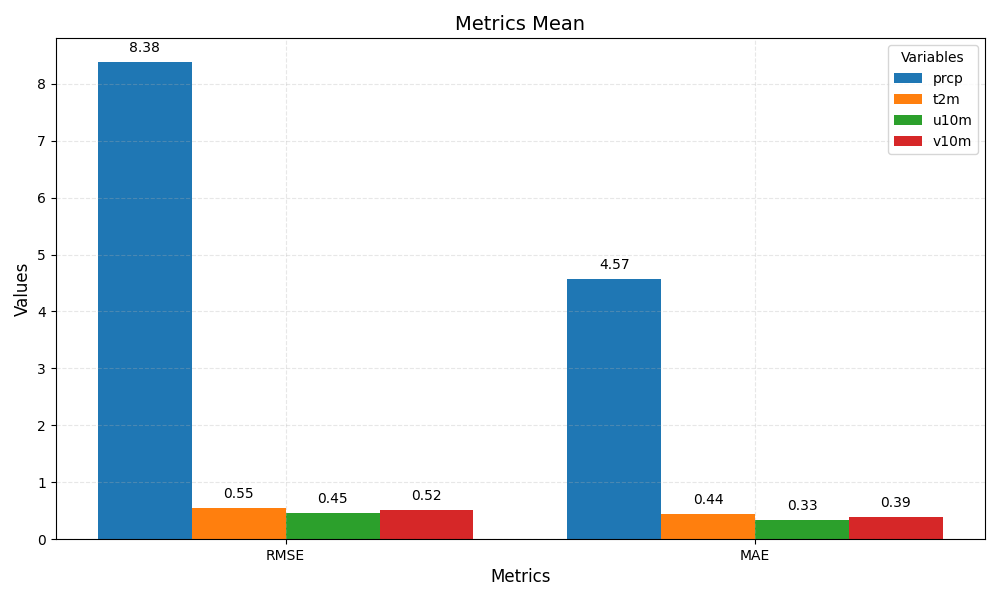 Metrics Mean
8.38
Variables
prcp
t2m
u10m
v10m
8
7
6
5
4
3
2
1
0
Values
4.57
0.55
0.45
0.52
0.44
0.33
0.39
RMSE
MAE
Metrics